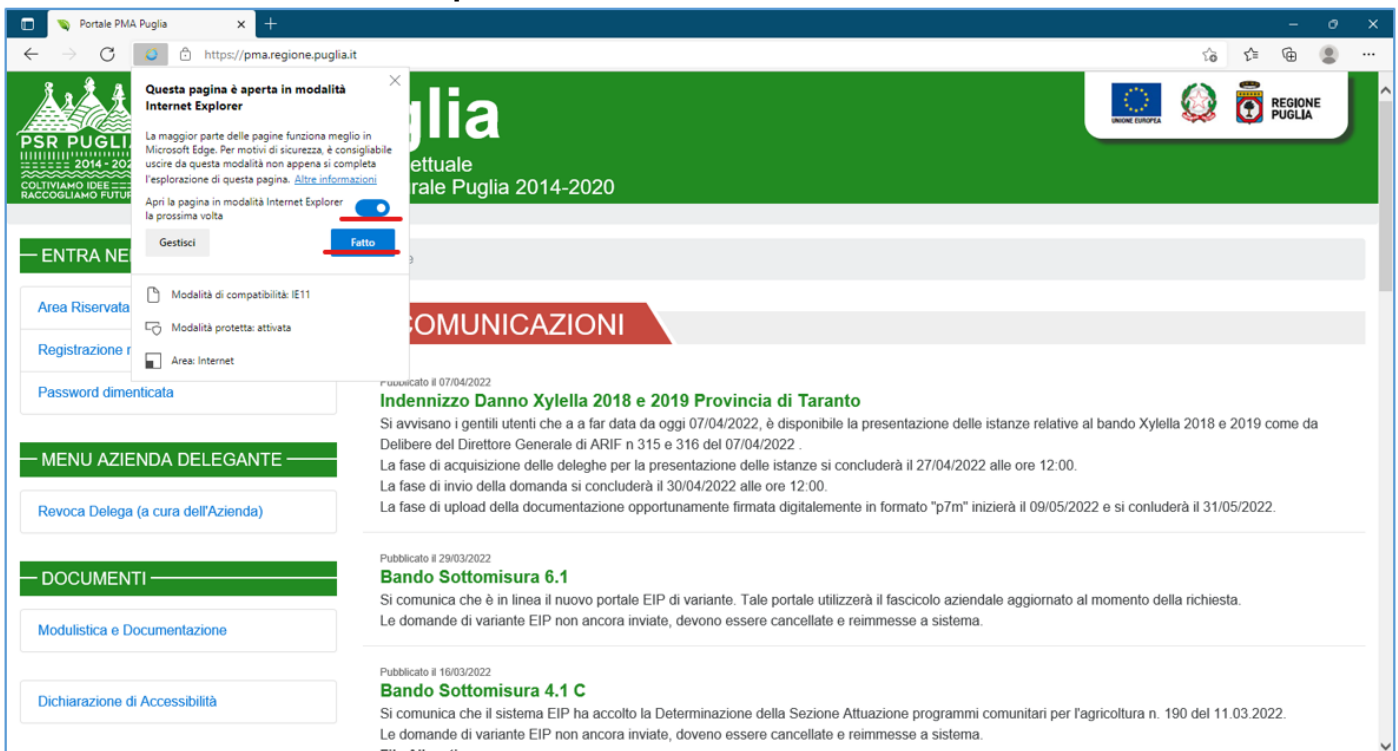 Portale PMA Puglia
https://pma.regione.puglia.it
Questa pagina è aperta in modalità
Internet Explorer
La maggior parte delle pagine funziona meglio in
Microsoft Edge. Per motivi di sicurezza, è consigliabile
uscire da questa modalità non appena si completa
l'esplorazione di questa pagina. Altre informazioni
Apri la pagina in modalità Internet Explorer
la prossima volta
Gestisci
Fatto
Modalità di compatibilità: IE11
Modalità protetta: attivata
Area: Internet
PSR PUGLI
2014 - 202
COLTIVIAMO IDEE
RACCOGLIAMO FUTUR
glia
ettuale
rale Puglia 2014-2020
UNIONE EUROPEA
REGIONE
PUGLIA
ENTRA NE
Area Riservata
Registrazione
Password dimenticata
MENU AZIENDA DELEGANTE
Revoca Delega (a cura dell'Azienda)
DOCUMENTI
Modulistica e Documentazione
Dichiarazione di Accessibilità
COMUNICAZIONI
Pubblicato il 07/04/2022
Indennizzo Danno Xylella 2018 e 2019 Provincia di Taranto
Si avvisano i gentili utenti che a a far data da oggi 07/04/2022, è disponibile la presentazione delle istanze relative al bando Xylella 2018 e 2019 come da
Delibere del Direttore Generale di ARIF n 315 e 316 del 07/04/2022 .
La fase di acquisizione delle deleghe per la presentazione delle istanze si concluderà il 27/04/2022 alle ore 12:00.
La fase di invio della domanda si concluderà il 30/04/2022 alle ore 12:00.
La fase di upload della documentazione opportunamente firmata digitalemente in formato "p7m" inizierà il 09/05/2022 e si conluderà il 31/05/2022.
Pubblicato il 29/03/2022
Bando Sottomisura 6.1
Si comunica che è in linea il nuovo portale EIP di variante. Tale portale utilizzerà il fascicolo aziendale aggiornato al momento della richiesta.
Le domande di variante EIP non ancora inviate, devono essere cancellate e reimmesse a sistema.
Pubblicato il 16/03/2022
Bando Sottomisura 4.1 C
Si comunica che il sistema EIP ha accolto la Determinazione della Sezione Attuazione programmi comunitari per l'agricoltura n. 190 del 11.03.2022.
Le domande di variante EIP non ancora inviate, doveno essere cancellate e reimmesse a sistema.